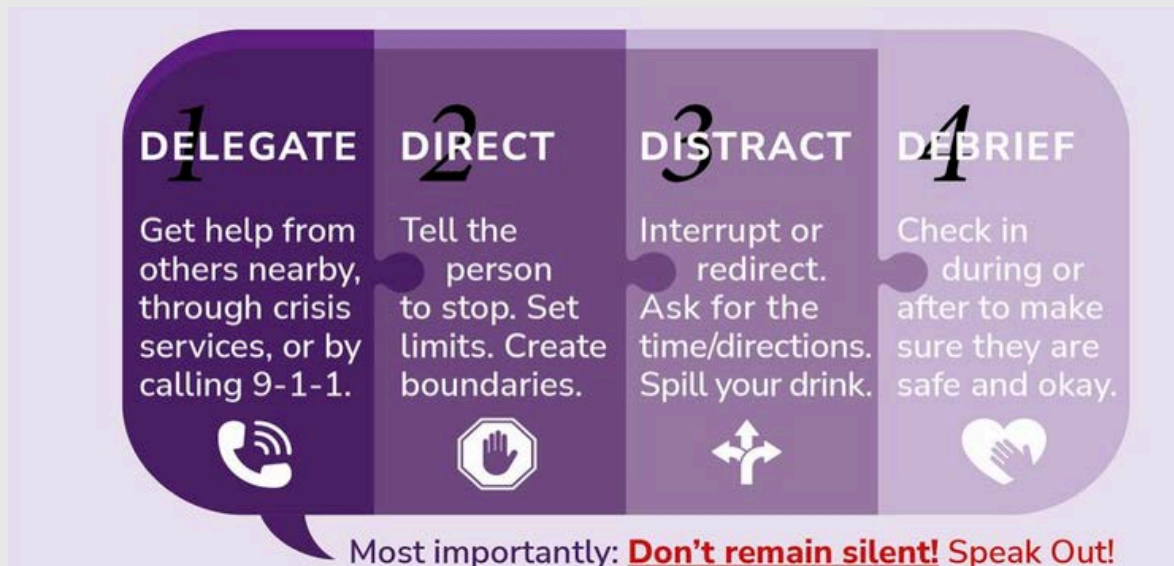 1
DELEGATE
Get help from
others nearby,
through crisis
services, or by
calling 9-1-1.
2
DIRECT
Tell the
person
to stop. Set
limits. Create
boundaries.
3
DISTRACT
Interrupt or
redirect.
Ask for the
time/directions.
Spill your drink.
4
DEBRIEF
Check in
during or
after to make
sure they are
safe and okay.
Most importantly: Don't remain silent! Speak Out!